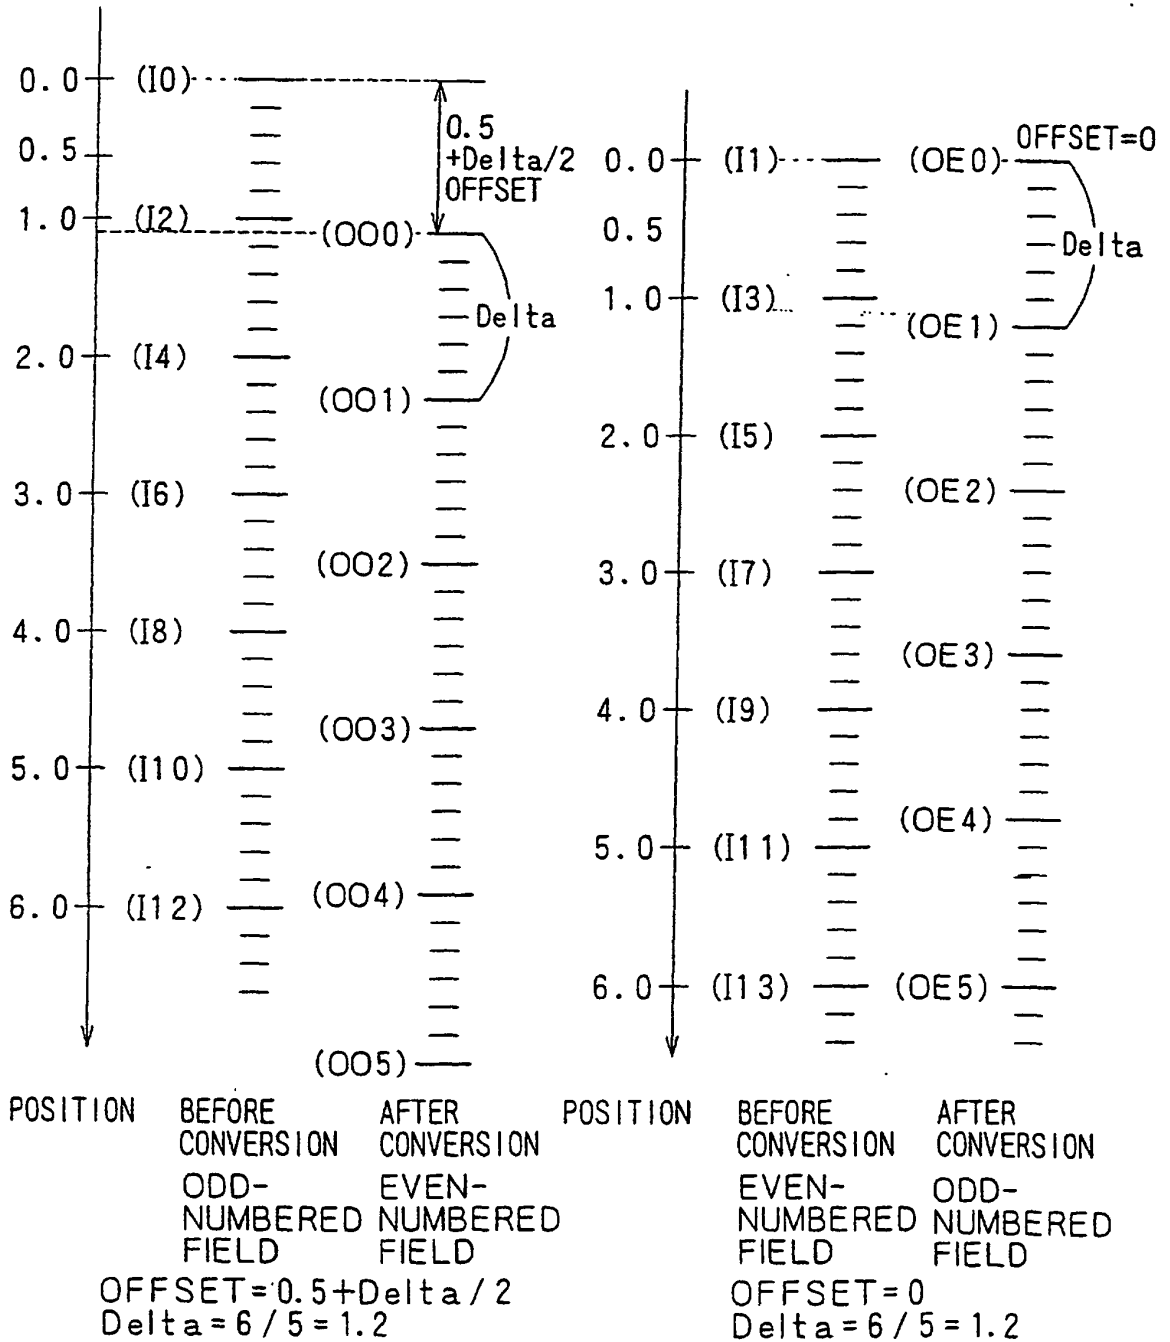 0.0 (I0)
0.5
+Delta/2
OFFSET
0.5
1.0 (I2)
(OO0)
Delta
2.0 (I4)
(OO1)
3.0 (I6)
(OO2)
4.0 (I8)
(OO3)
5.0 (I10)
(OO4)
6.0 (I12)
(OO5)
POSITION BEFORE CONVERSION AFTER CONVERSION
ODD-NUMBERED FIELD EVEN-NUMBERED FIELD
OFFSET=0.5+Delta/2
Delta=6/5=1.2
OFFSET=0
0.0 (I1) (OE0)
0.5
Delta
1.0 (I3)
(OE1)
2.0 (I5)
(OE2)
3.0 (I7)
(OE3)
4.0 (I9)
(OE4)
5.0 (I11)
6.0 (I13) (OE5)
POSITION BEFORE CONVERSION AFTER CONVERSION
EVEN-NUMBERED FIELD ODD-NUMBERED FIELD
OFFSET=0
Delta=6/5=1.2